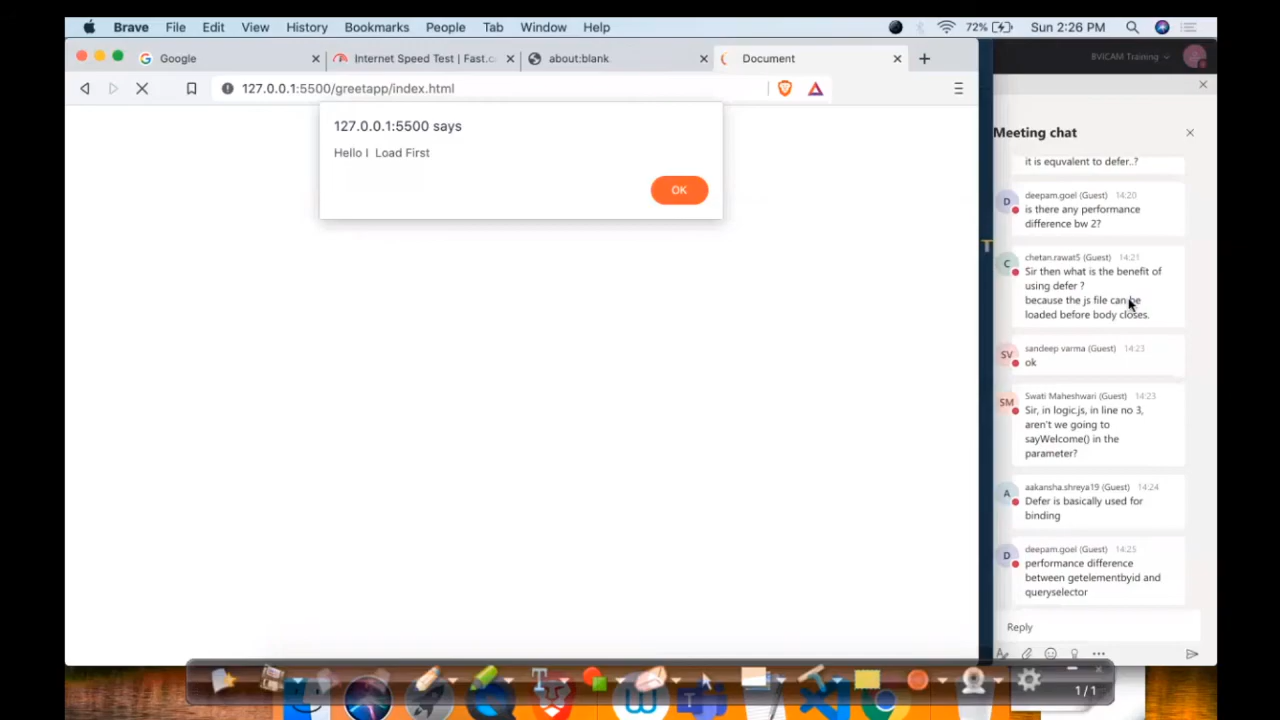 Brave File Edit View History Bookmarks People Tab Window Help 72% Sun 2:26 PM
Google Internet Speed Test | Fast.c about:blank Document
127.0.0.1:5500/greetapp/index.html
127.0.0.1:5500 says
Hello I Load First
OK
BVICAM Training
Meeting chat
it is equvalent to defer..?
D deepam.goel (Guest) 14:20
is there any performance
difference bw 2?
C chetan.rawat5 (Guest) 14:21
Sir then what is the benefit of
using defer ?
because the js file can be
loaded before body closes.
SV sandeep varma (Guest) 14:23
ok
SM Swati Maheshwari (Guest) 14:23
Sir, in logic.js, in line no 3,
aren't we going to
sayWelcome() in the
parameter?
A aakansha.shreya19 (Guest) 14:24
Defer is basically used for
binding
D deepam.goel (Guest) 14:25
performance difference
between getelementbyid and
queryselector
Reply
1/1